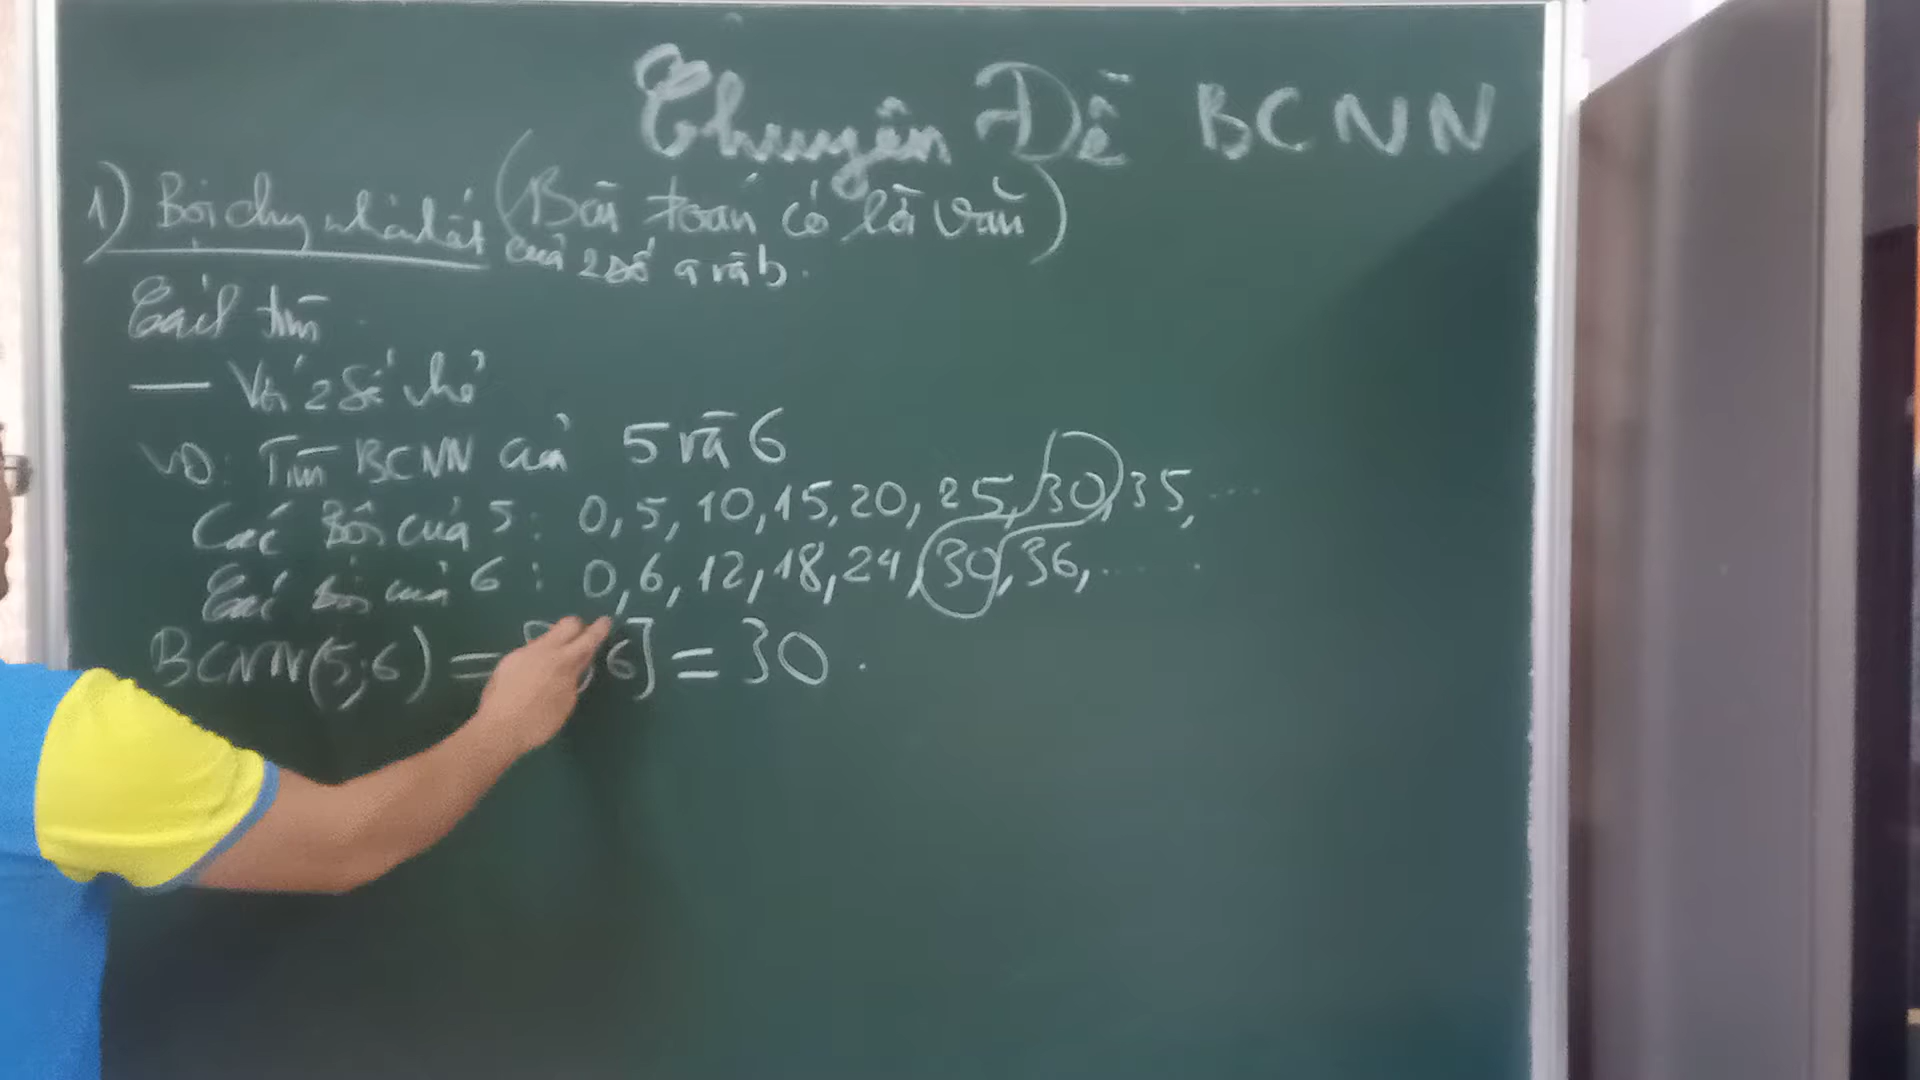 Chuyên Đề BCNN
(Bài toán có lời văn)
1) Bội chung nhỏ nhất của 2 số a và b.
Cách tìm
— Với 2 số nhỏ
VD: Tìm BCNN của 5 và 6
Các Bội của 5 : 0, 5, 10, 15, 20, 25, 30, 35, ....
Các bội của 6 : 0, 6, 12, 18, 24, 30, 36, .....
BCNN(5;6) = 6] = 30.